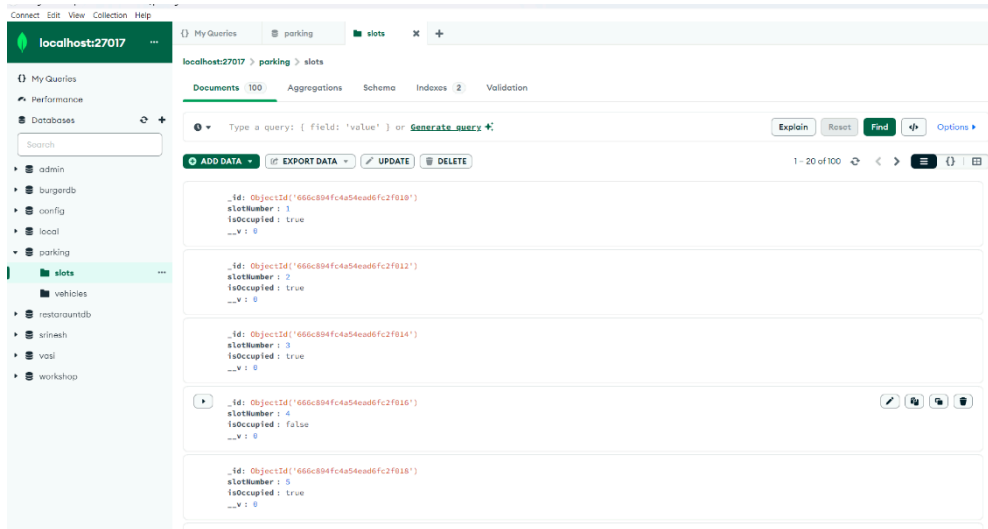 Connect Edit View Collection Help
localhost:27017 ...
{} My Queries
Performance
Databases
Search
admin
burgerdb
config
local
parking
slots ...
vehicles
restarauntdb
srinesh
vasi
workshop
{} My Queries parking slots × +
localhost:27017 > parking > slots
Documents 100 Aggregations Schema Indexes 2 Validation
Type a query: { field: 'value' } or Generate query
Explain Reset Find </> Options
ADD DATA EXPORT DATA UPDATE DELETE
1 – 20 of 100 {}
_id: ObjectId('666c894fc4a54ead6fc2f010')
slotNumber : 1
isOccupied : true
__v : 0
_id: ObjectId('666c894fc4a54ead6fc2f012')
slotNumber : 2
isOccupied : true
__v : 0
_id: ObjectId('666c894fc4a54ead6fc2f014')
slotNumber : 3
isOccupied : true
__v : 0
_id: ObjectId('666c894fc4a54ead6fc2f016')
slotNumber : 4
isOccupied : false
__v : 0
_id: ObjectId('666c894fc4a54ead6fc2f018')
slotNumber : 5
isOccupied : true
__v : 0